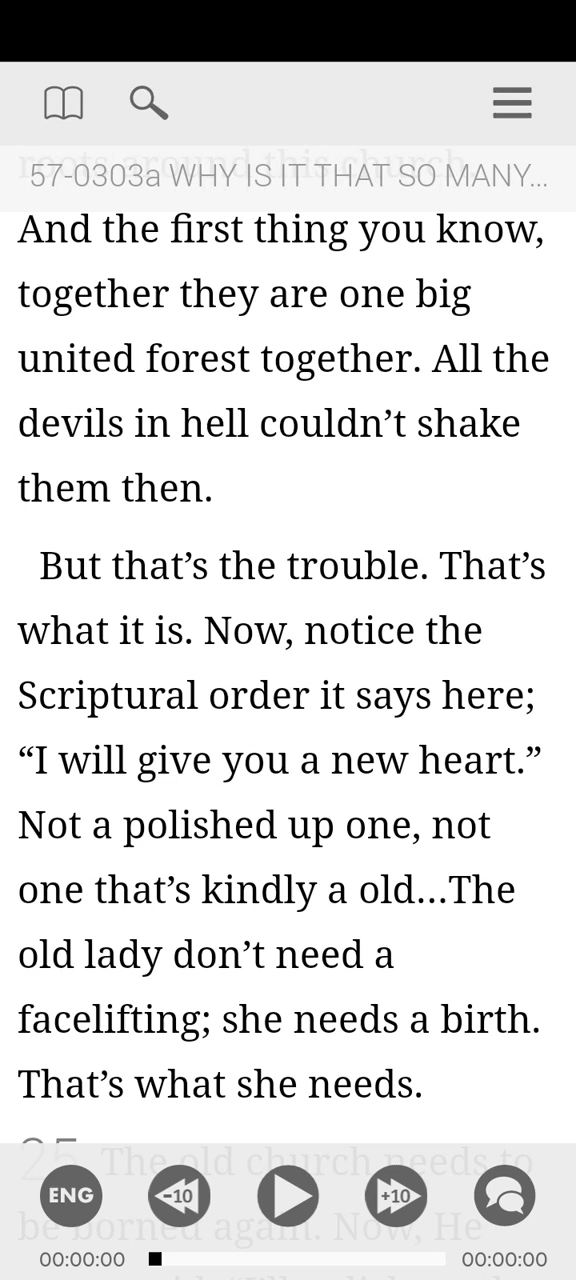 roots around this church.
57-0303a WHY IS IT THAT SO MANY...
And the first thing you know,
together they are one big
united forest together. All the
devils in hell couldn’t shake
them then.
But that’s the trouble. That’s
what it is. Now, notice the
Scriptural order it says here;
“I will give you a new heart.”
Not a polished up one, not
one that’s kindly a old…The
old lady don’t need a
facelifting; she needs a birth.
That’s what she needs.
25 The old church needs to
ENG -10 +10
be borned again. Now, He
00:00:00 00:00:00